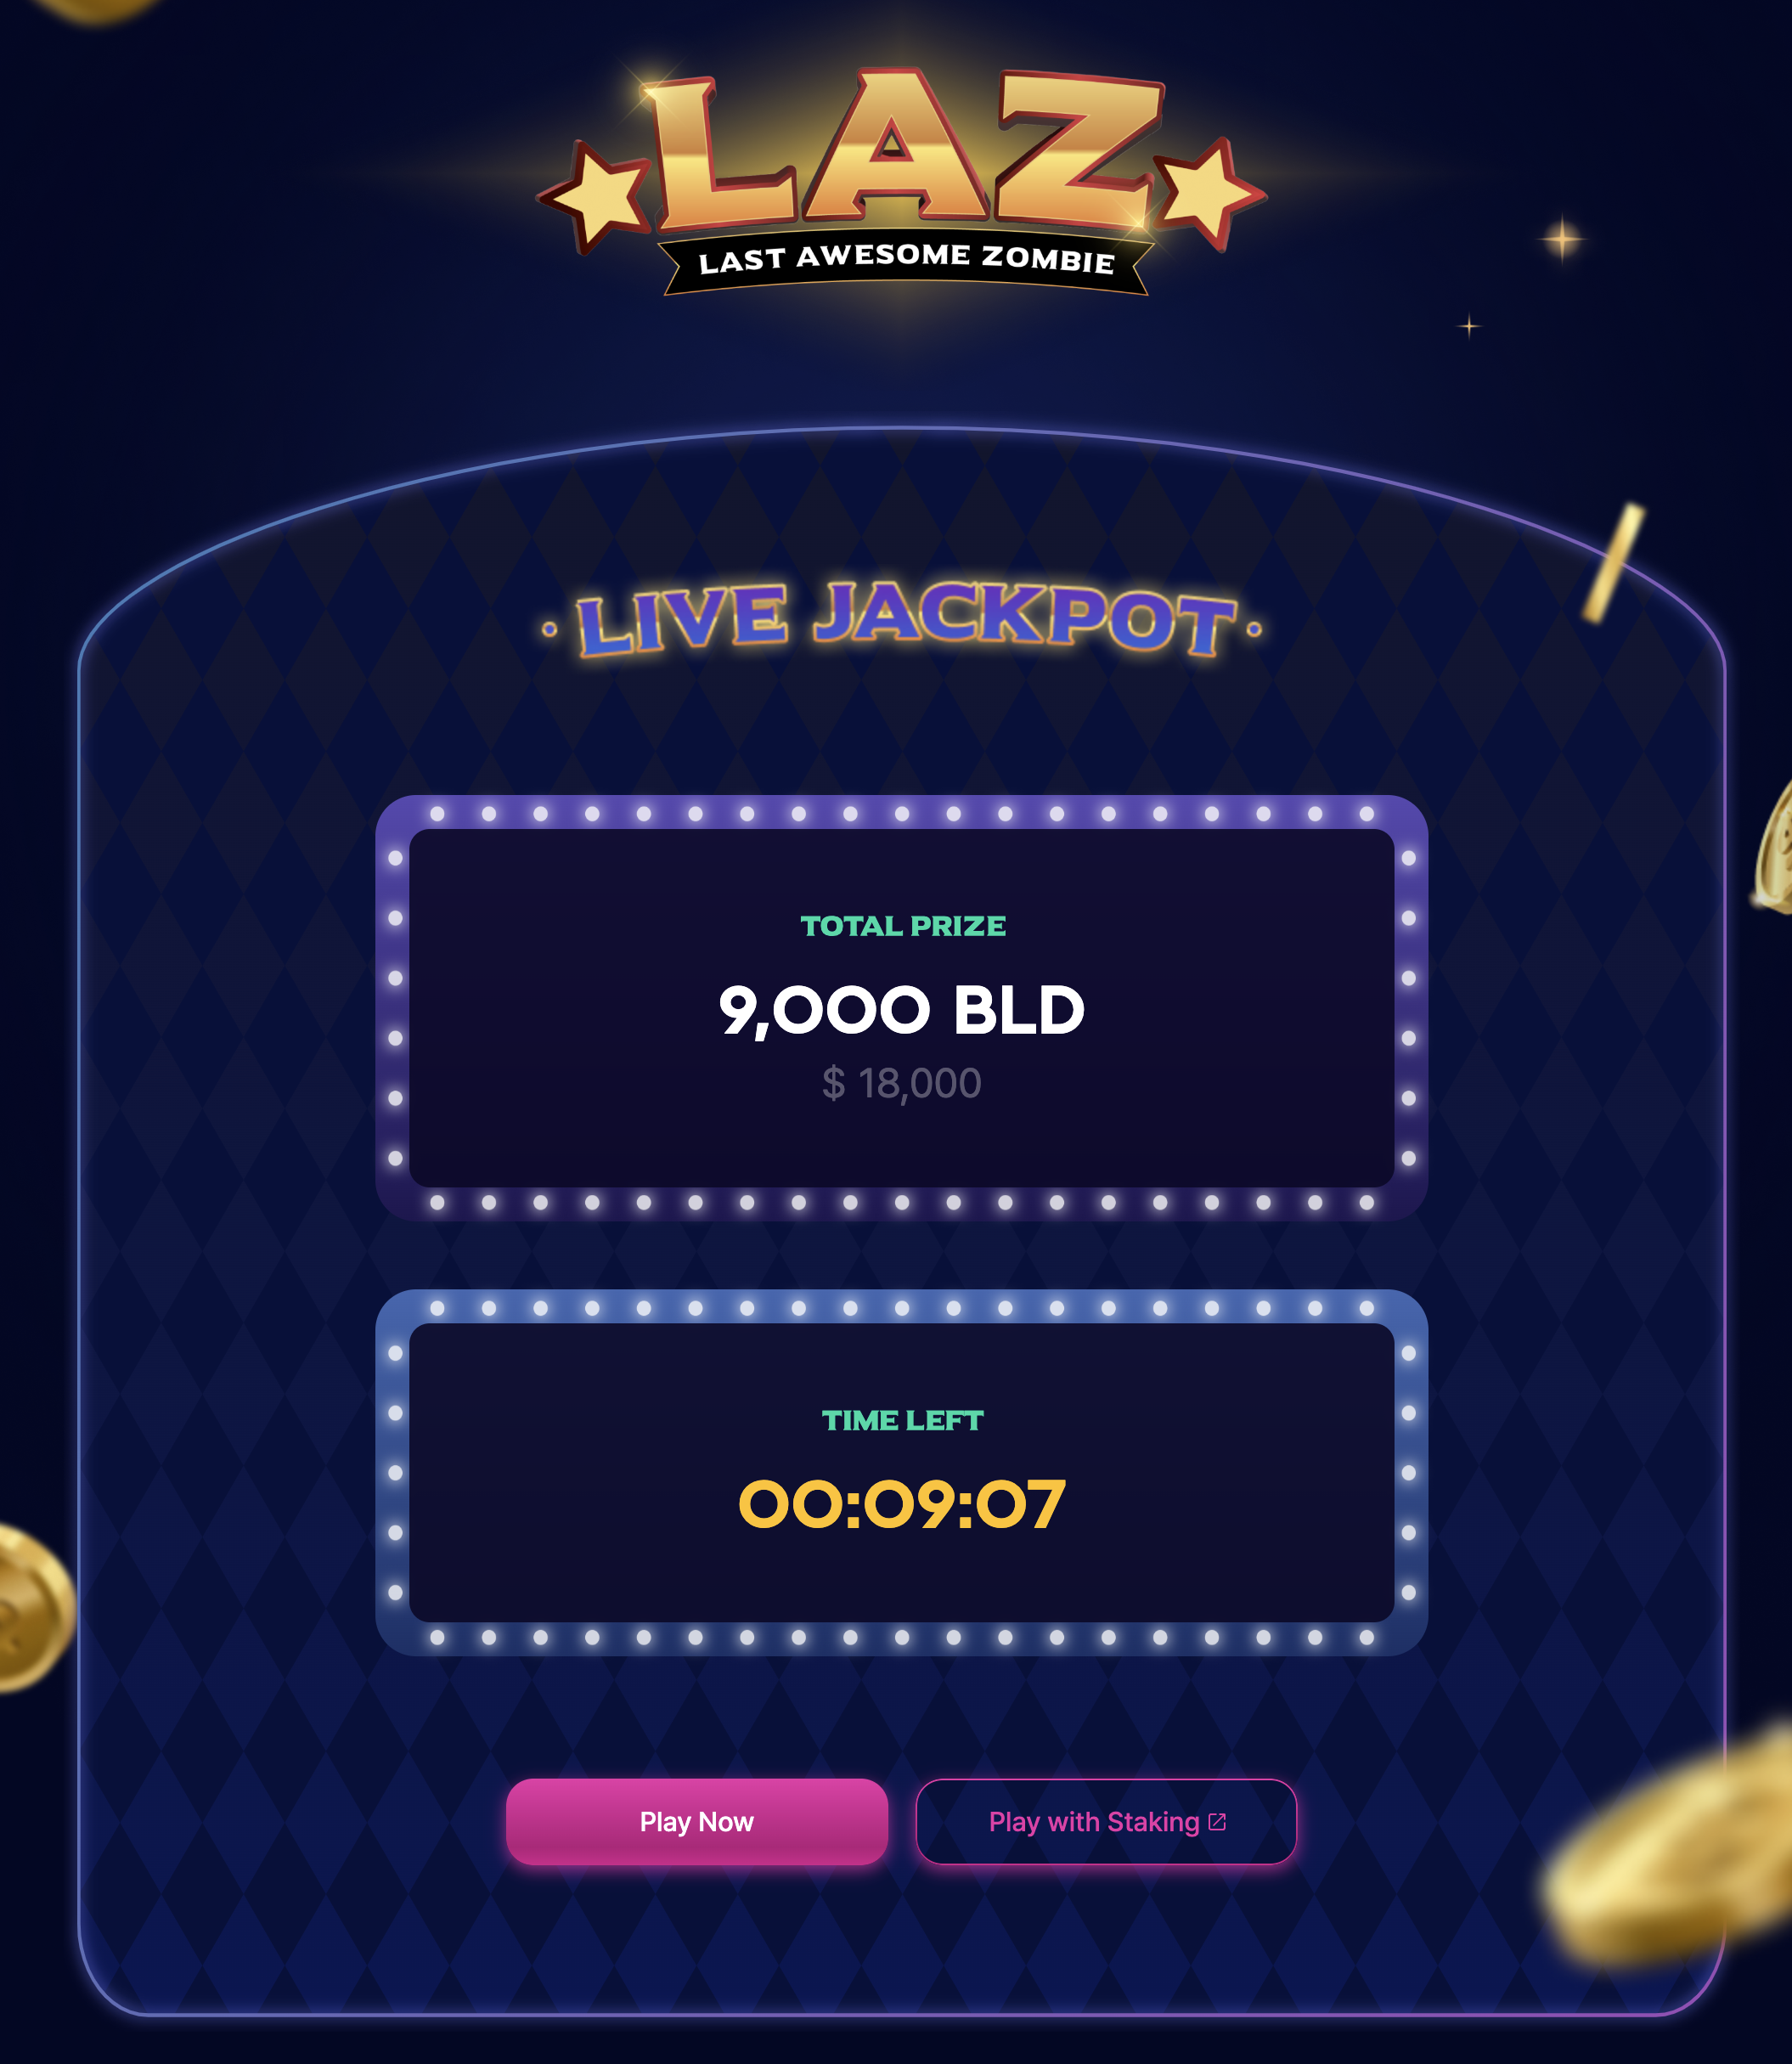 LAZ
LAST AWESOME ZOMBIE
• LIVE JACKPOT •
TOTAL PRIZE
9,000 BLD
$ 18,000
TIME LEFT
00:09:07
Play Now
Play with Staking